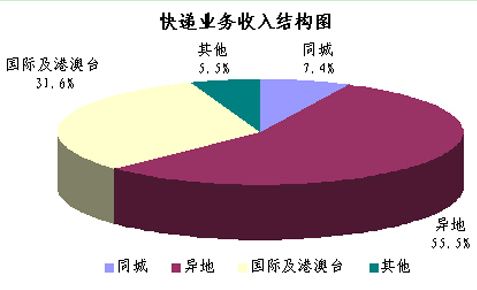 快递业务收入结构图
其他
5.5%
同城
7.4%
国际及港澳台
31.6%
异地
55.5%
同城 异地 国际及港澳台 其他